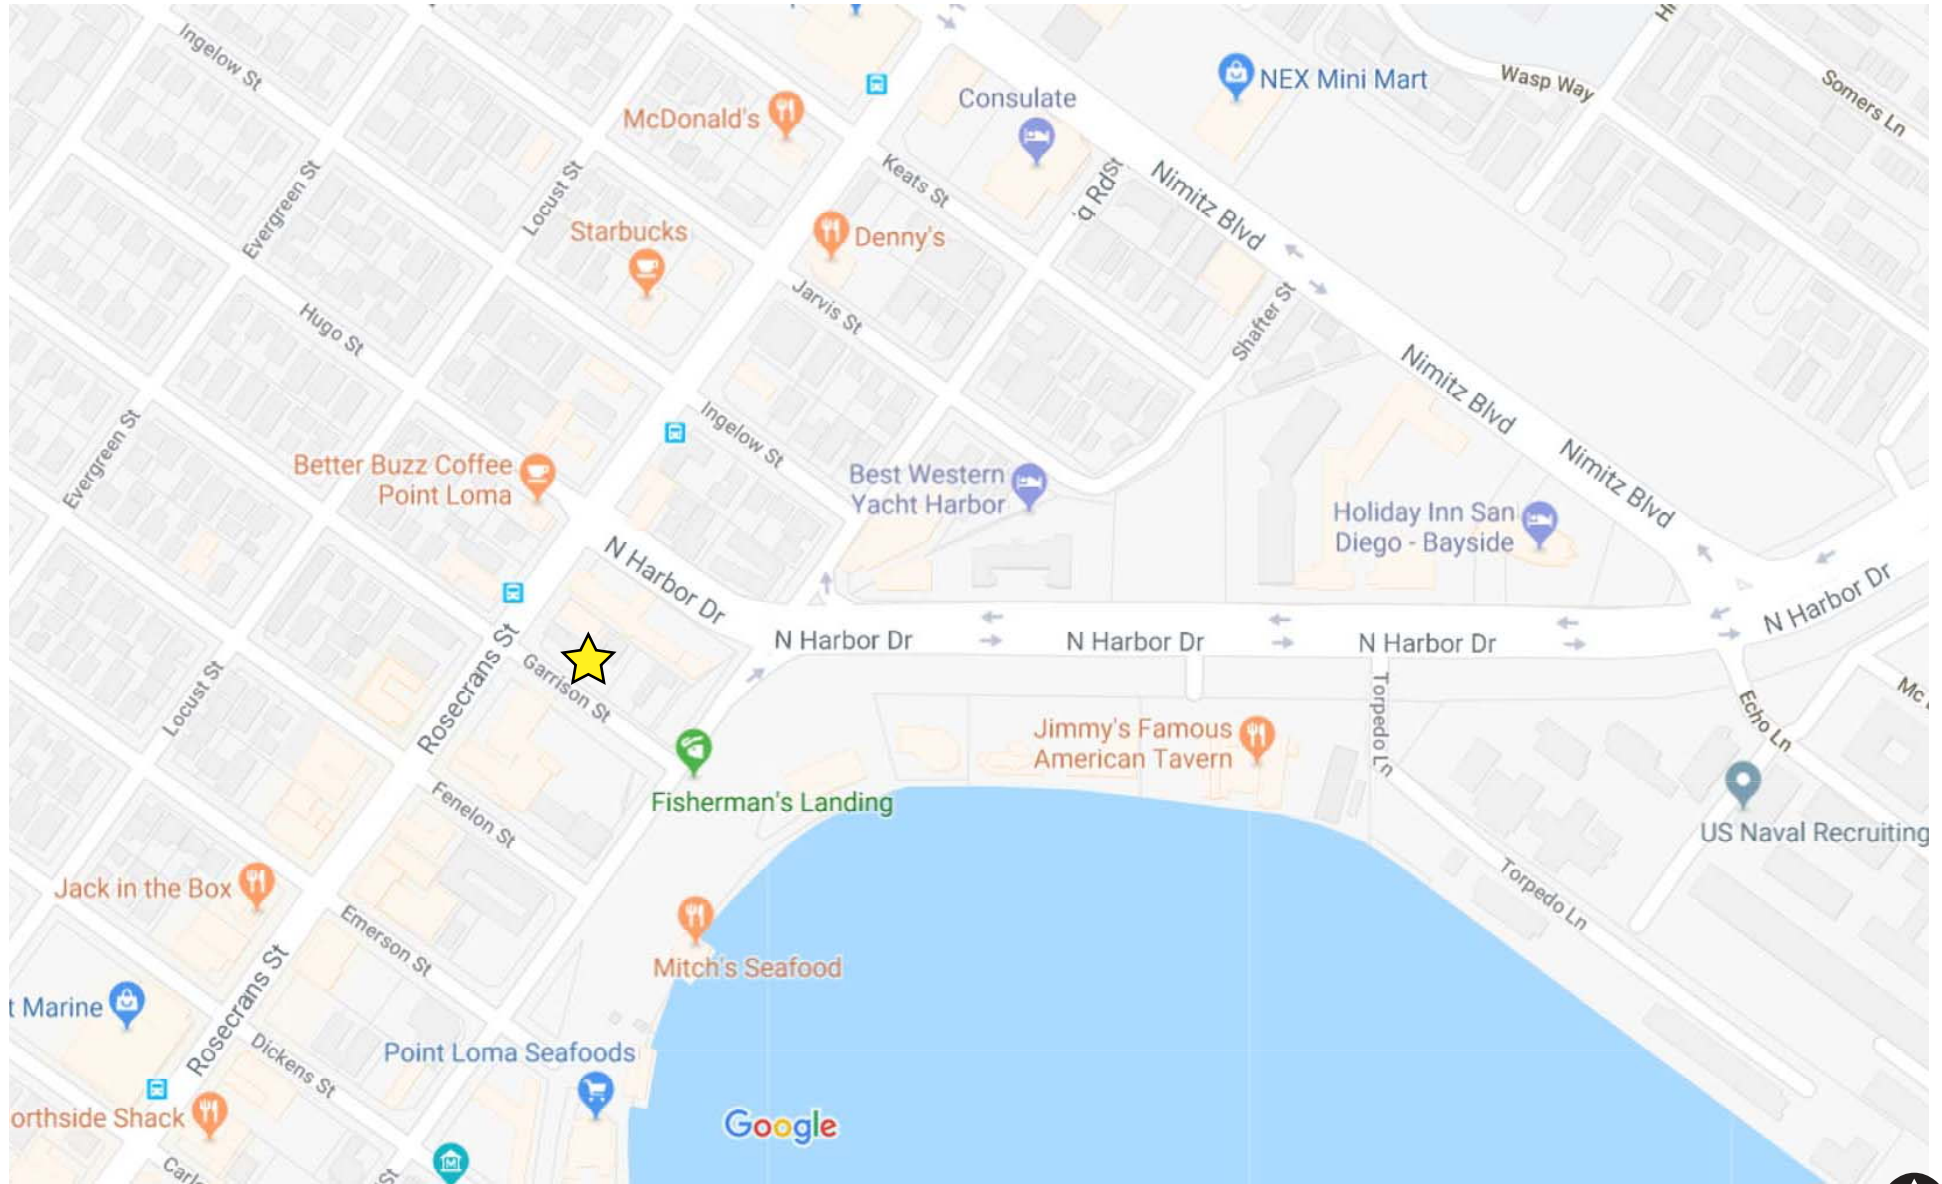 Ingelow St
McDonald's
Consulate
NEX Mini Mart
Wasp Way
Somers Ln
Evergreen St
Locust St
Keats St
Nimitz Blvd
Starbucks
Denny's
Jarvis St
Hugo St
Shafter St
Nimitz Blvd
Ingelow St
Evergreen St
Better Buzz Coffee
Point Loma
Best Western
Yacht Harbor
Nimitz Blvd
Holiday Inn San
Diego - Bayside
N Harbor Dr
N Harbor Dr
N Harbor Dr
N Harbor Dr
N Harbor Dr
Rosecrans St
Garrison St
Locust St
Torpedo Ln
Echo Ln
Mc
Jimmy's Famous
American Tavern
Fisherman's Landing
Fenelon St
US Naval Recruiting
Jack in the Box
Emerson St
Torpedo Ln
Mitch's Seafood
Rosecrans St
t Marine
Dickens St
Point Loma Seafoods
orthside Shack
Google
Carl
St